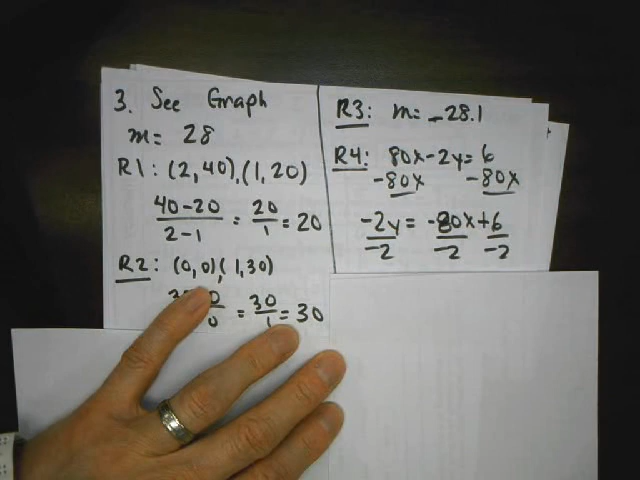 3. See Graph
m = 28
R1: (2, 40), (1, 20)
40-20 / 2-1 = 20/1 = 20
R2: (0,0) (1,30)
= 30/1 = 30
R3: m = -28.1
R4: 80x - 2y = 6
-80x -80x
-2y = -80x + 6
-2 -2 -2